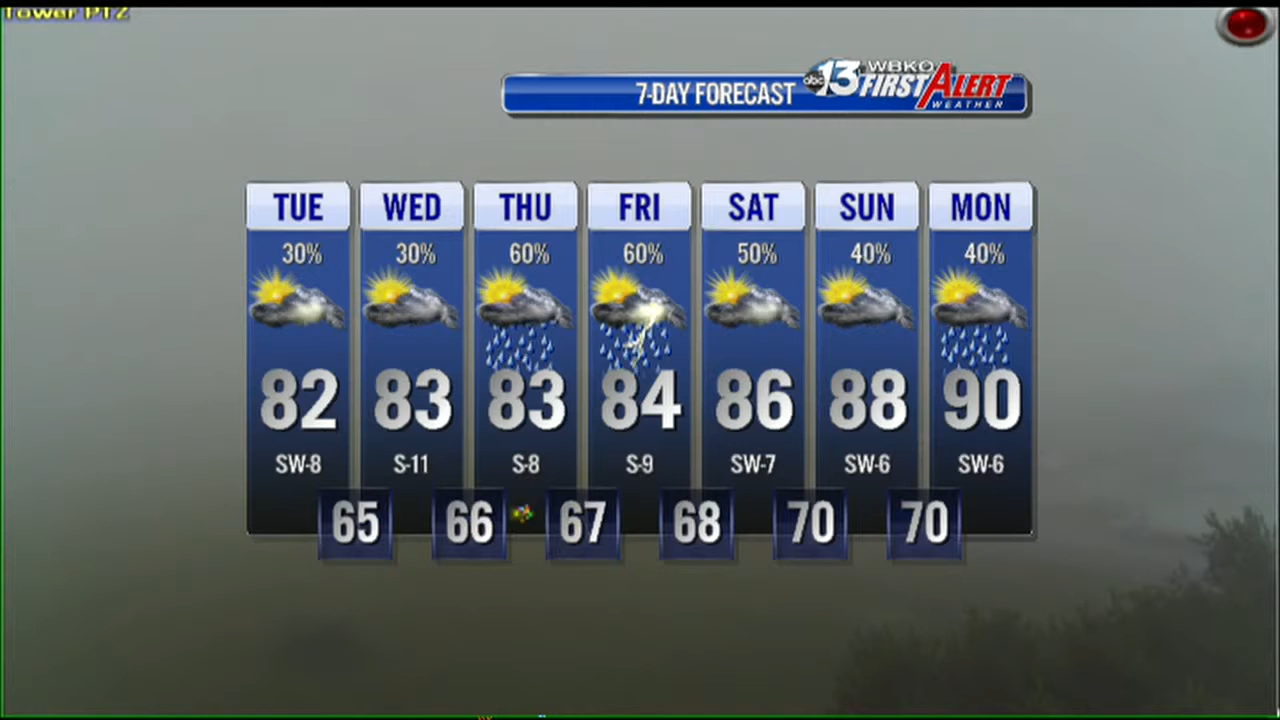 Tower PTZ
7-DAY FORECAST abc 13 WBKO FIRST ALERT WEATHER
TUE WED THU FRI SAT SUN MON
30% 30% 60% 60% 50% 40% 40%
82 83 83 84 86 88 90
SW-8 S-11 S-8 S-9 SW-7 SW-6 SW-6
65 66 67 68 70 70